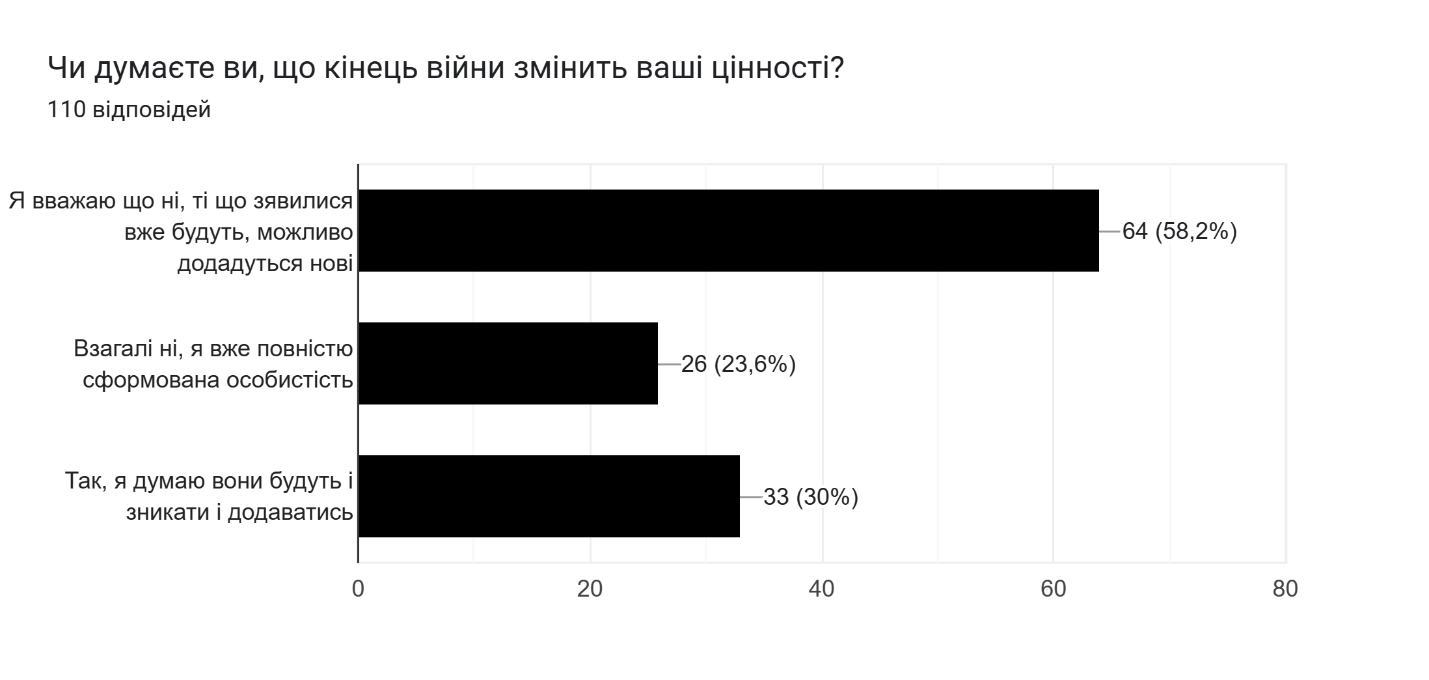 Чи думаєте ви, що кінець війни змінить ваші цінності?
110 відповідей
Я вважаю що ні, ті що зявилися
вже будуть, можливо
додадуться нові
64 (58,2%)
Взагалі ні, я вже повністю
сформована особистість
26 (23,6%)
Так, я думаю вони будуть і
зникати і додаватись
33 (30%)
0 20 40 60 80